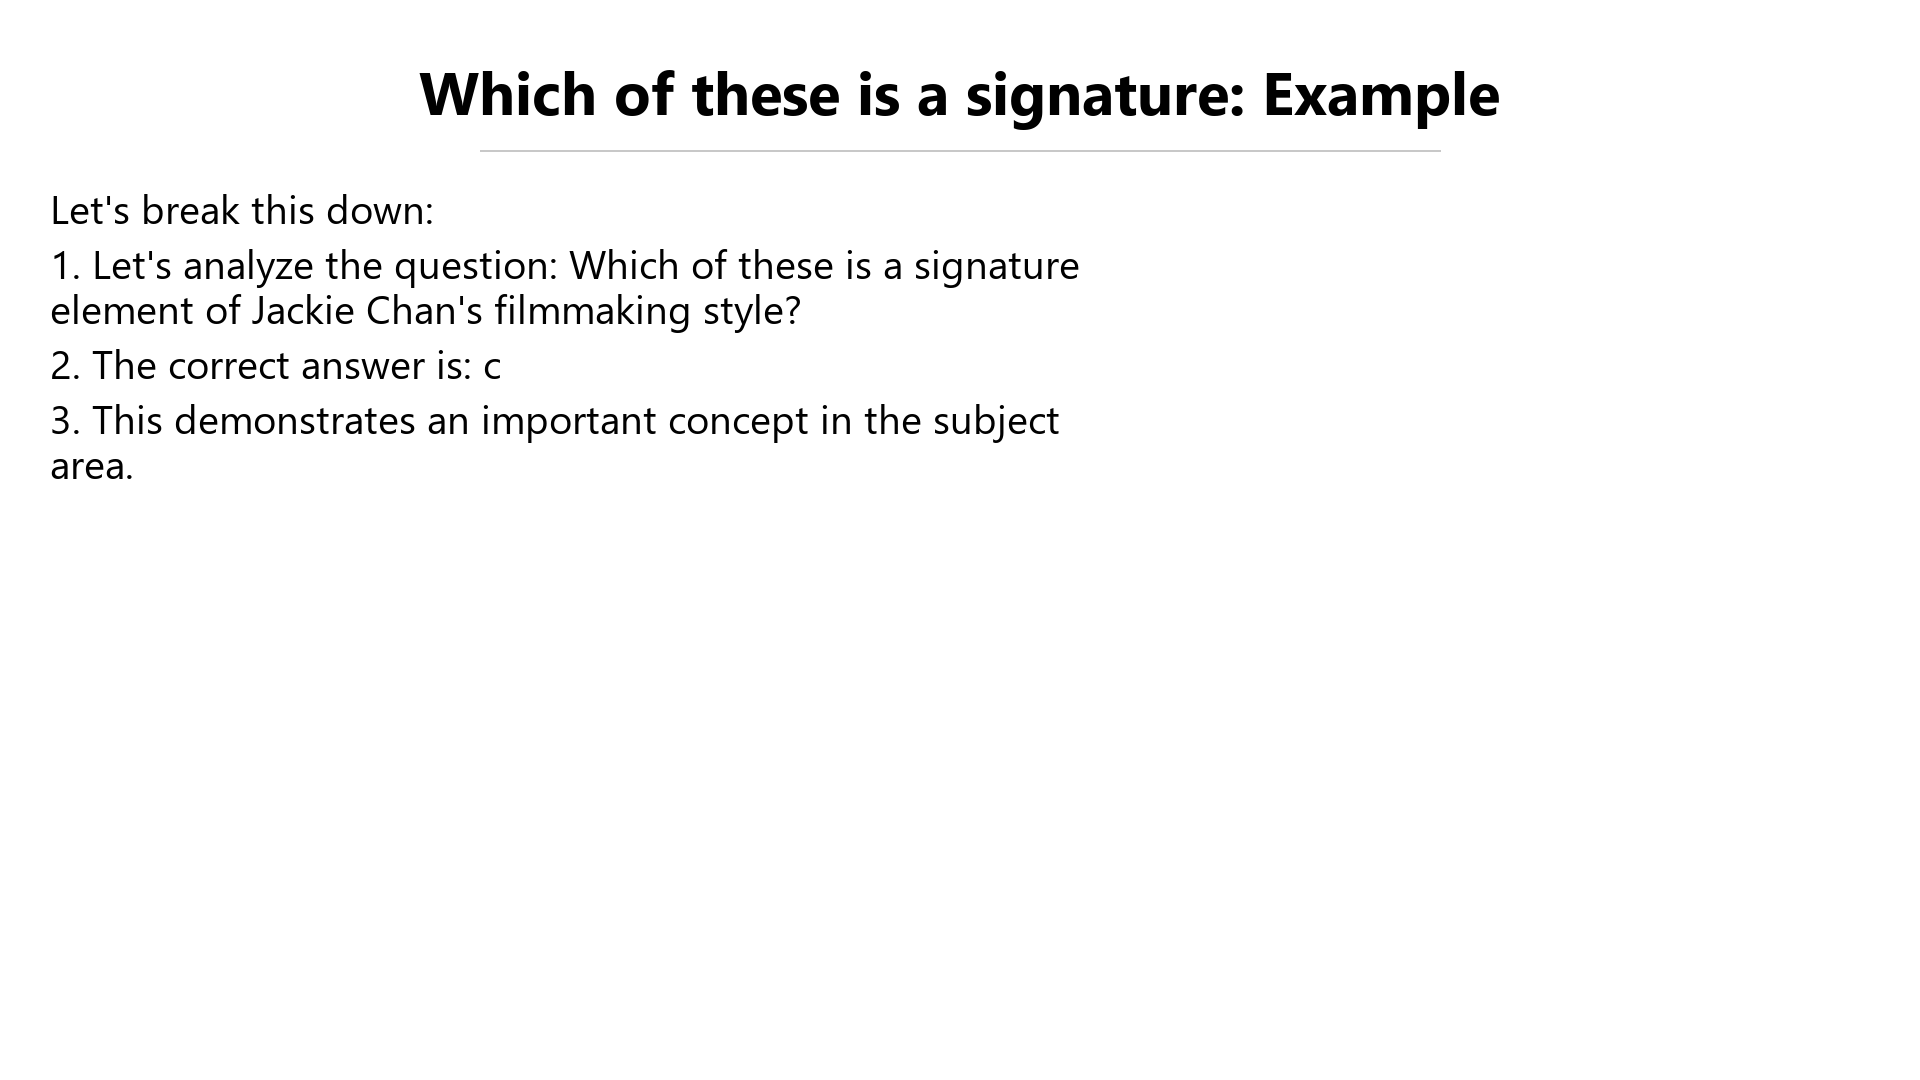 Which of these is a signature: Example
Let's break this down:
1. Let's analyze the question: Which of these is a signature
element of Jackie Chan's filmmaking style?
2. The correct answer is: c
3. This demonstrates an important concept in the subject
area.